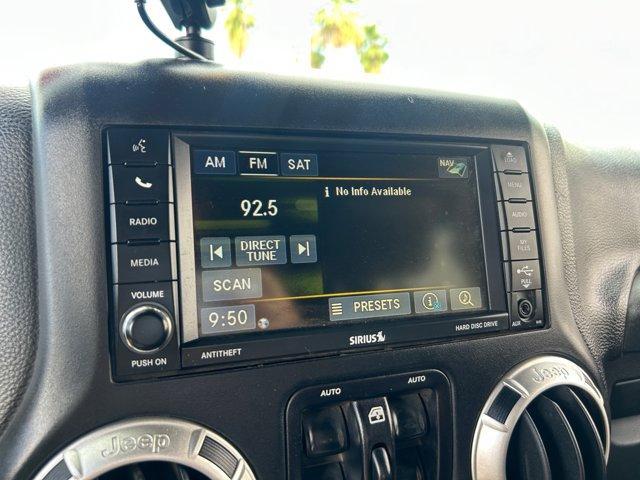 AM FM SAT NAV
LOAD
MENU
RADIO
AUDIO
MEDIA
MY FILES
PULL
AUX
VOLUME
PUSH ON
i No Info Available
92.5
DIRECT
TUNE
SCAN
PRESETS i
9:50
ANTITHEFT
SIRIUS
HARD DISC DRIVE
AUTO
AUTO
Jeep
Jeep